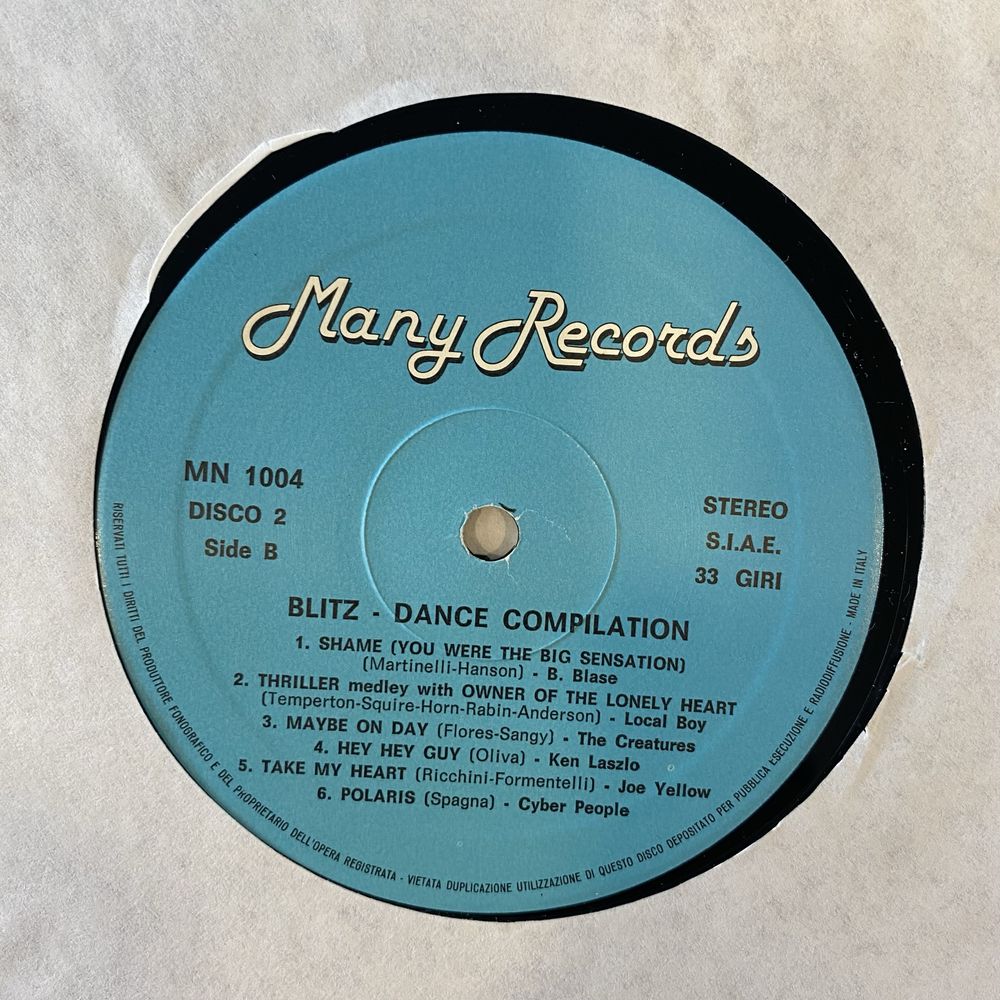 Many Records
MN 1004
DISCO 2
Side B
STEREO
S.I.A.E.
33 GIRI
BLITZ - DANCE COMPILATION
1. SHAME (YOU WERE THE BIG SENSATION)
(Martinelli-Hanson) - B. Blase
2. THRILLER medley with OWNER OF THE LONELY HEART
(Temperton-Squire-Horn-Rabin-Anderson) - Local Boy
3. MAYBE ON DAY (Flores-Sangy) - The Creatures
4. HEY HEY GUY (Oliva) - Ken Laszlo
5. TAKE MY HEART (Ricchini-Formentelli) - Joe Yellow
6. POLARIS (Spagna) - Cyber People
RISERVATI TUTTI I DIRITTI DEL PRODUTTORE FONOGRAFICO E DEL PROPRIETARIO DELL'OPERA REGISTRATA - VIETATA DUPLICAZIONE UTILIZZAZIONE DI QUESTO DISCO DEPOSITATO PER PUBBLICA ESECUZIONE E RADIODIFFUSIONE - MADE IN ITALY